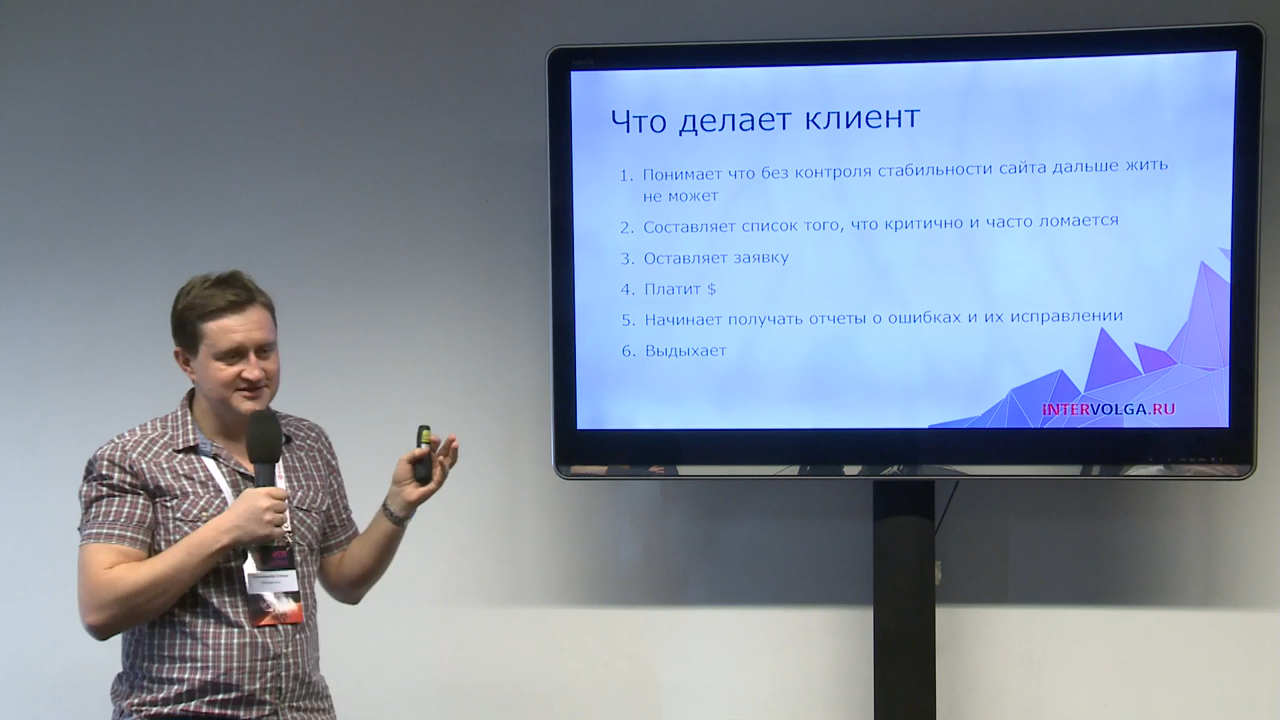 Что делает клиент
1. Понимает что без контроля стабильности сайта дальше жить
не может
2. Составляет список того, что критично и часто ломается
3. Оставляет заявку
4. Платит $
5. Начинает получать отчеты о ошибках и их исправлении
6. Выдыхает
INTERVOLGA.RU